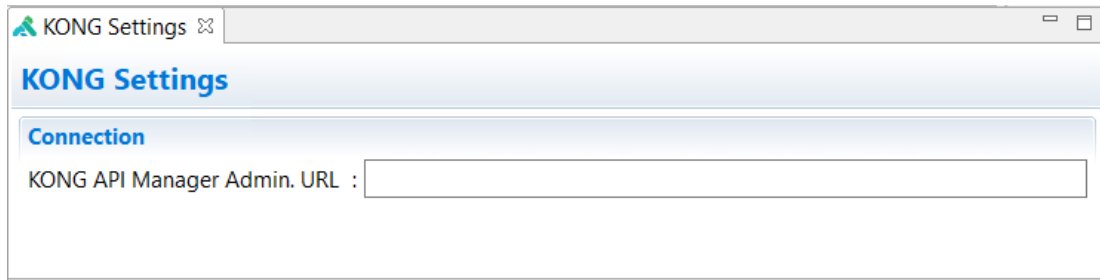 KONG Settings
KONG Settings
Connection
KONG API Manager Admin. URL :